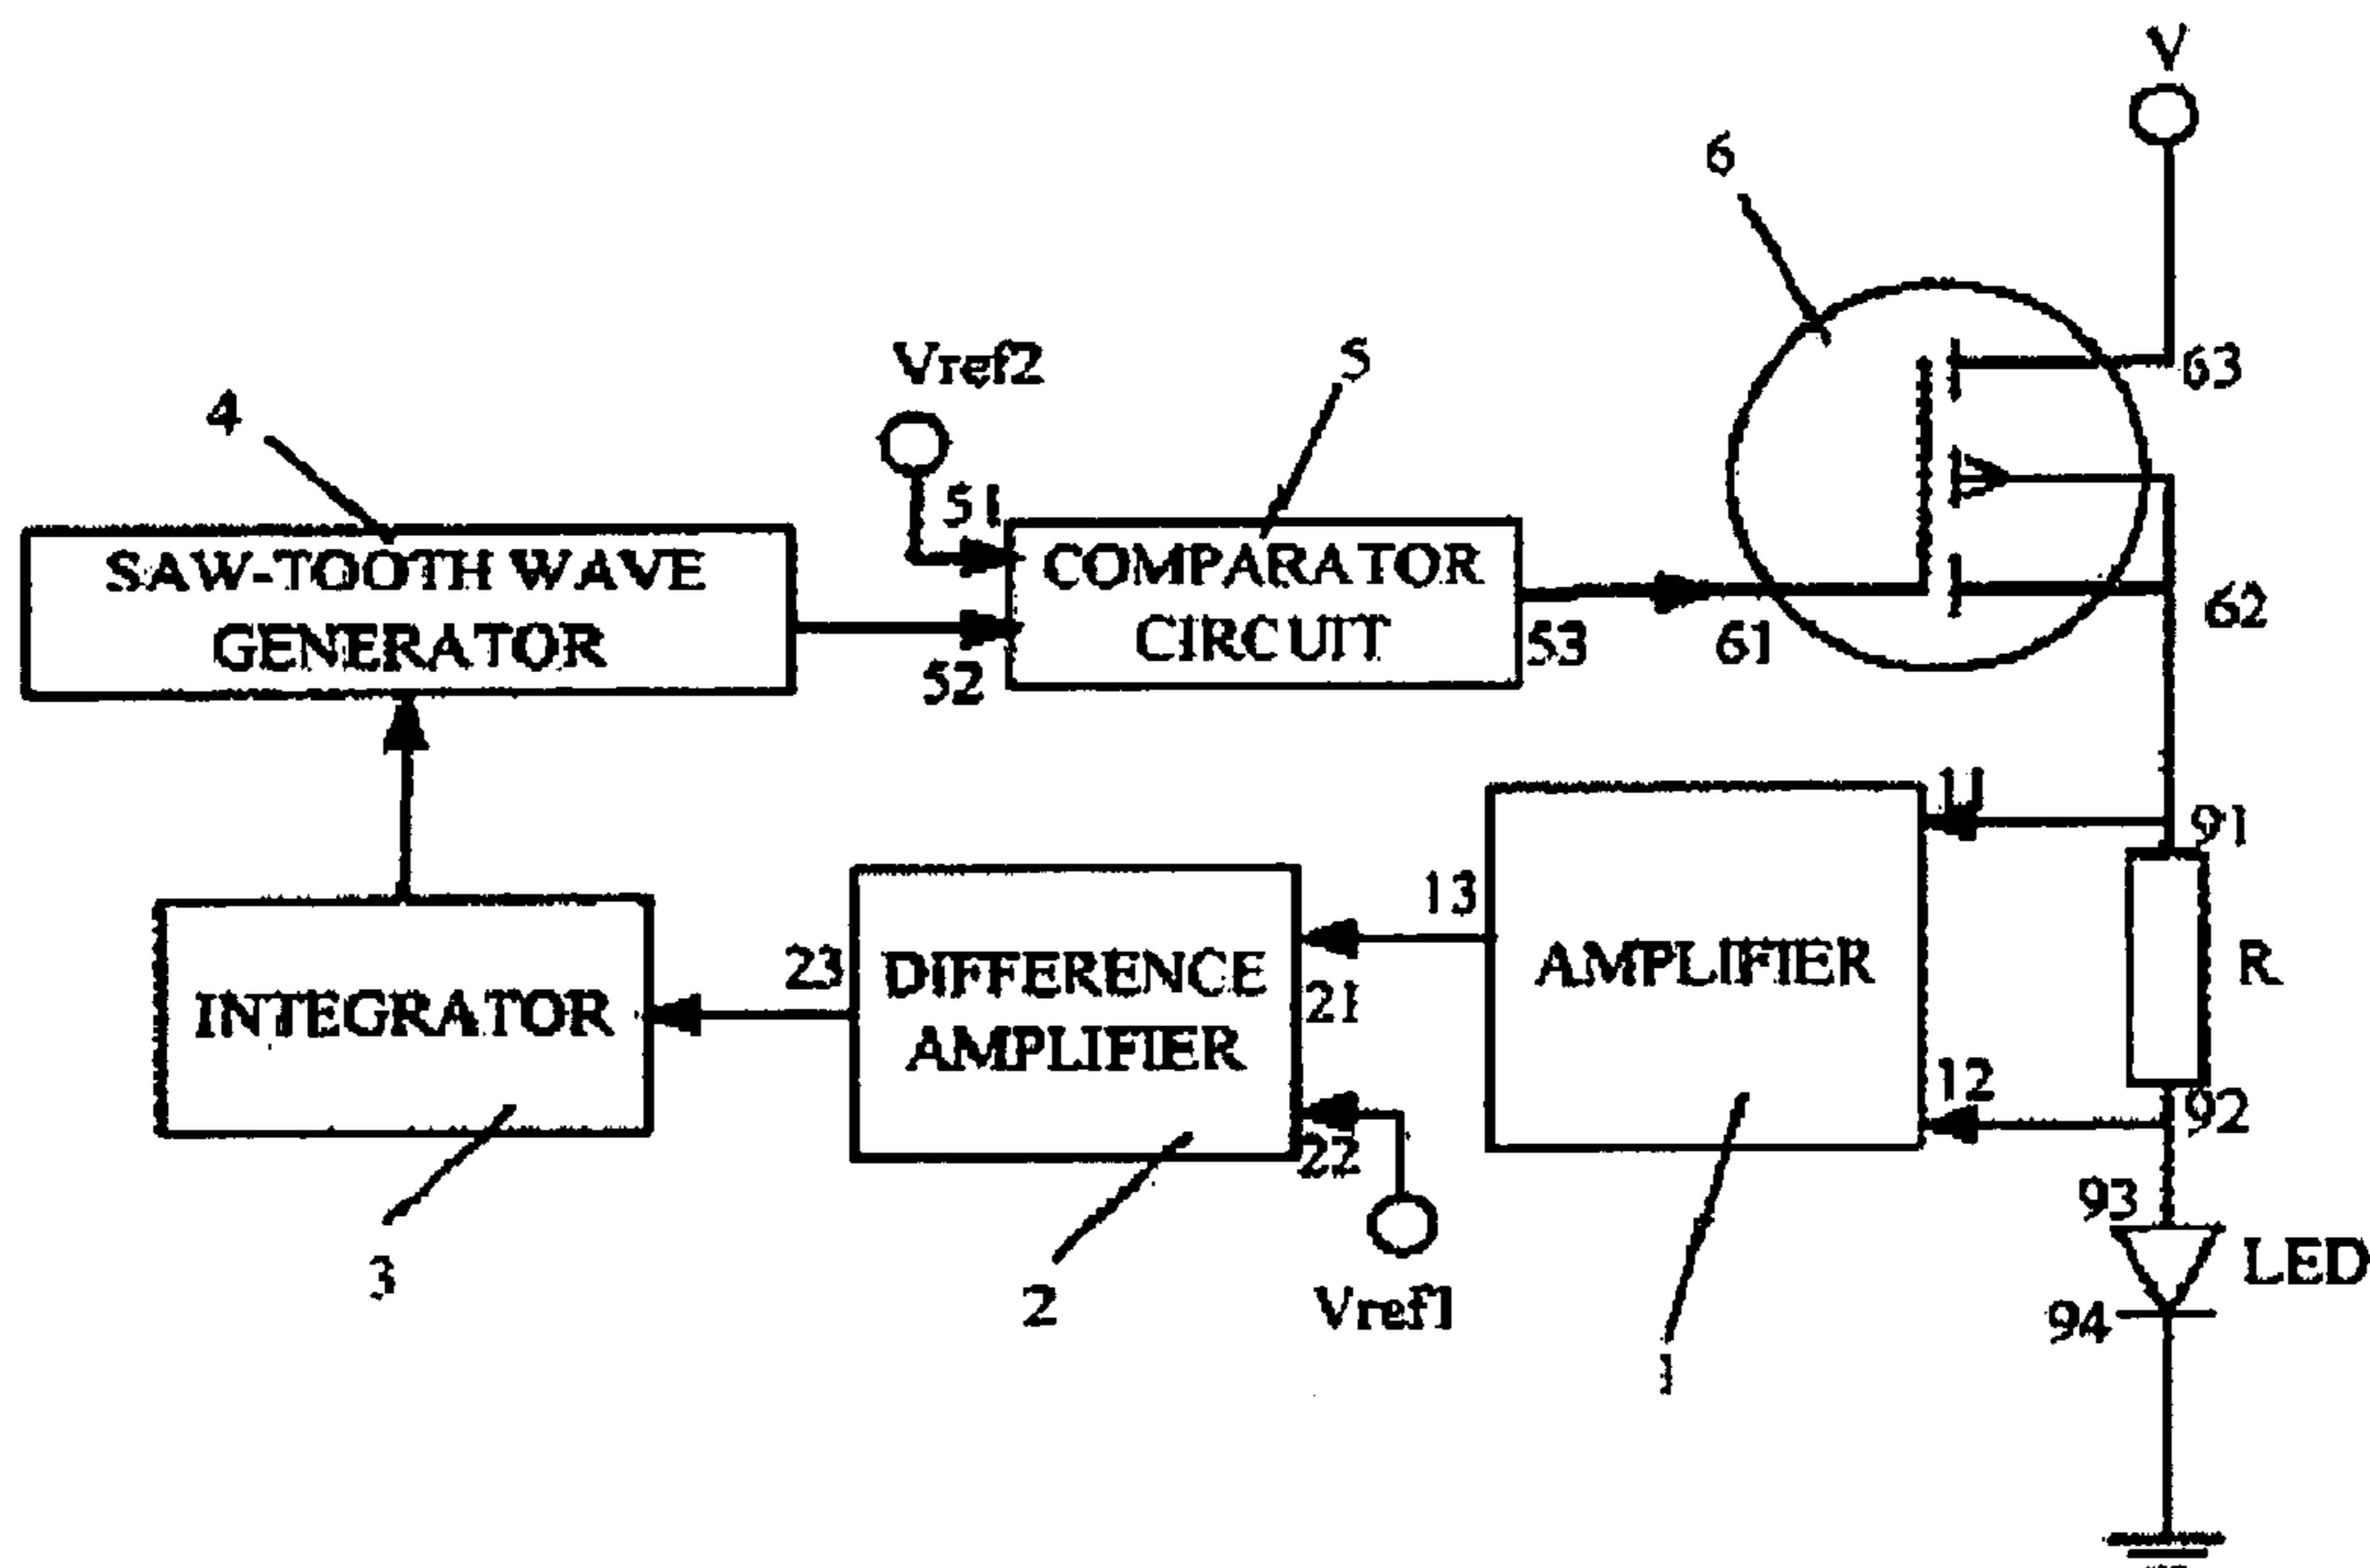 V
6
Vref2
5
63
4
51
SAW-TOOTH WAVE
GENERATOR
COMPARATOR
CIRCUIT
62
53
61
52
11
91
13
AMPLIFIER
R
23
DIFFERENCE
AMPLIFIER
21
INTEGRATOR
12
92
22
93
LED
3
2
Vref1
94
1